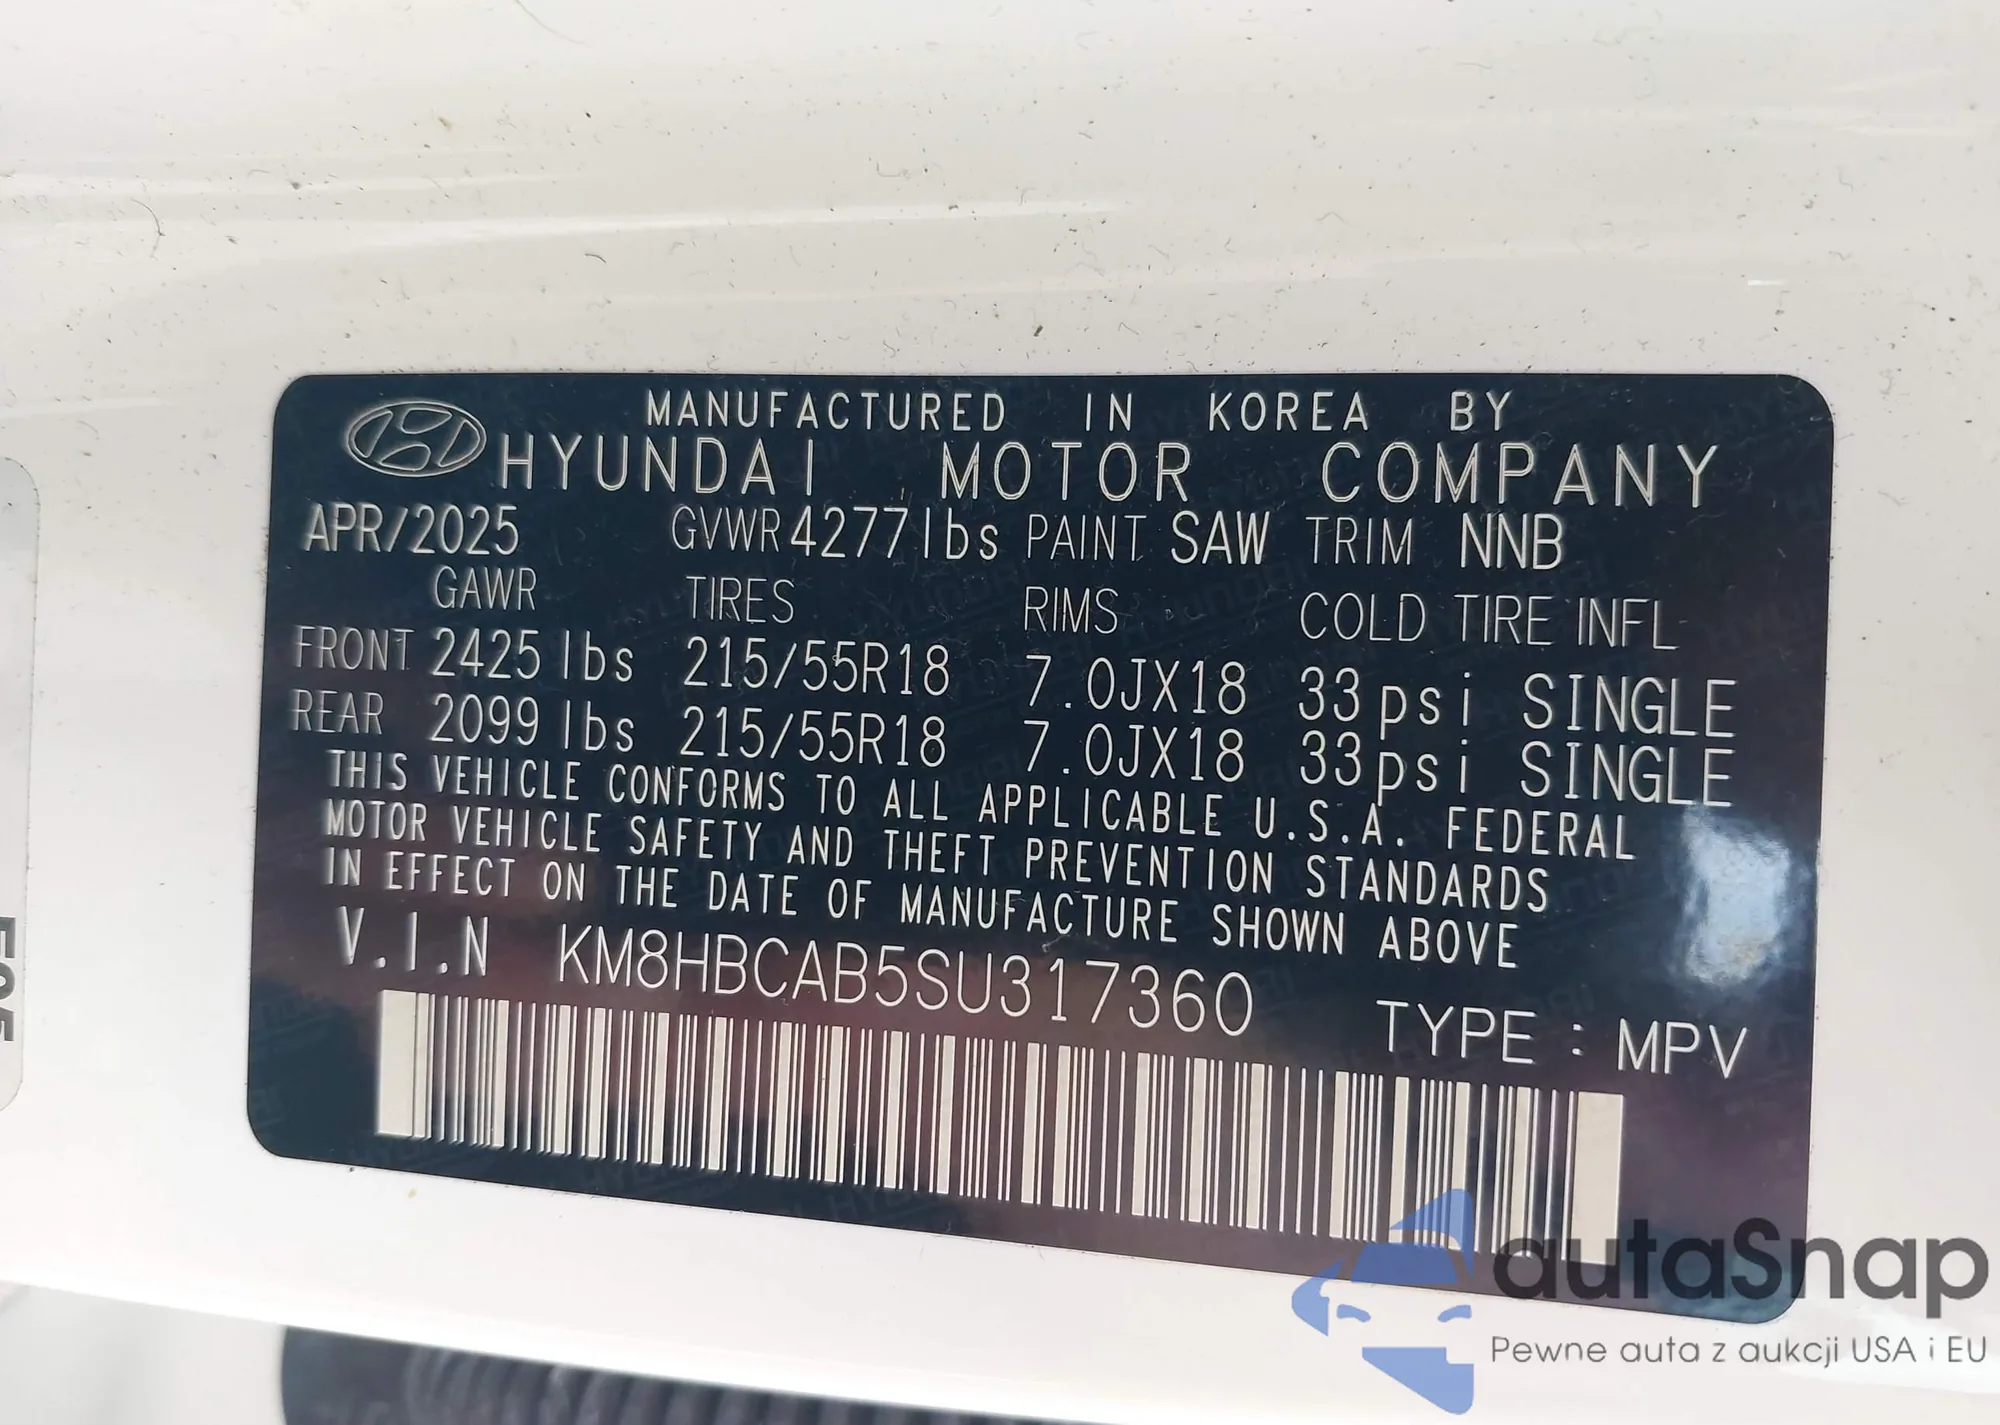 MANUFACTURED IN KOREA BY
HYUNDAI MOTOR COMPANY
APR/2025 GVWR 4277lbs PAINT SAW TRIM NNB
GAWR TIRES RIMS COLD TIRE INFL
FRONT 2425 lbs 215/55R18 7.0JX18 33psi SINGLE
REAR 2099 lbs 215/55R18 7.0JX18 33psi SINGLE
THIS VEHICLE CONFORMS TO ALL APPLICABLE U.S.A. FEDERAL
MOTOR VEHICLE SAFETY AND THEFT PREVENTION STANDARDS
IN EFFECT ON THE DATE OF MANUFACTURE SHOWN ABOVE
V.I.N KM8HBCAB5SU317360
TYPE : MPV
autaSnap
Pewne auta z aukcji USA i EU